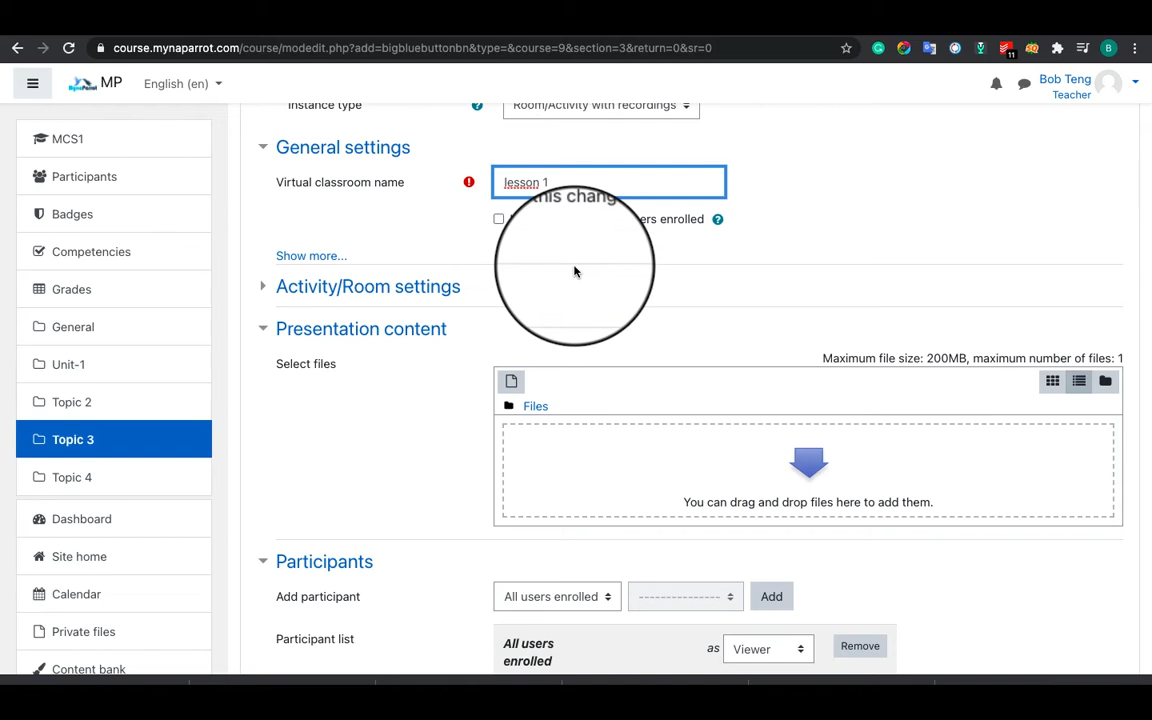 course.mynaparrot.com/course/modedit.php?add=bigbluebuttonbn&type=&course=9&section=3&return=0&sr=0
11
B
MP
English (en)
Bob Teng
Teacher
MCS1
Participants
Badges
Competencies
Grades
General
Unit-1
Topic 2
Topic 3
Topic 4
Dashboard
Site home
Calendar
Private files
Content bank
Instance type
Room/Activity with recordings
General settings
Virtual classroom name
lesson 1
this chang
ers enrolled
Show more...
Activity/Room settings
Presentation content
Select files
Maximum file size: 200MB, maximum number of files: 1
Files
You can drag and drop files here to add them.
Participants
Add participant
All users enrolled
---------------
Add
Participant list
All users
enrolled
as
Viewer
Remove